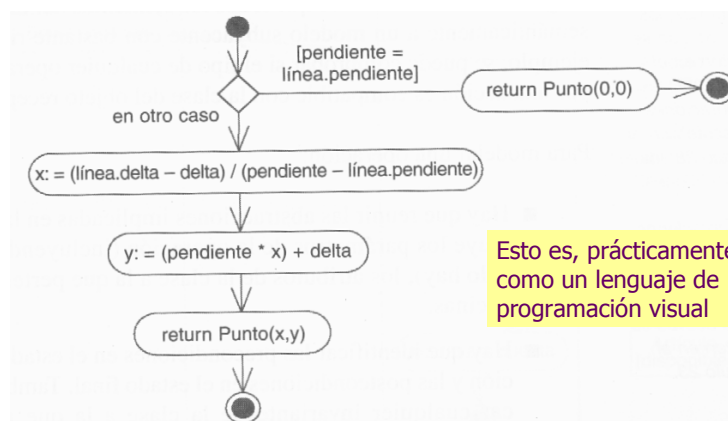 [pendiente =
línea.pendiente]
return Punto(0,0)
en otro caso
x: = (línea.delta – delta) / (pendiente – línea.pendiente)
y: = (pendiente * x) + delta
Esto es, prácticamente
como un lenguaje de
programación visual
return Punto(x,y)